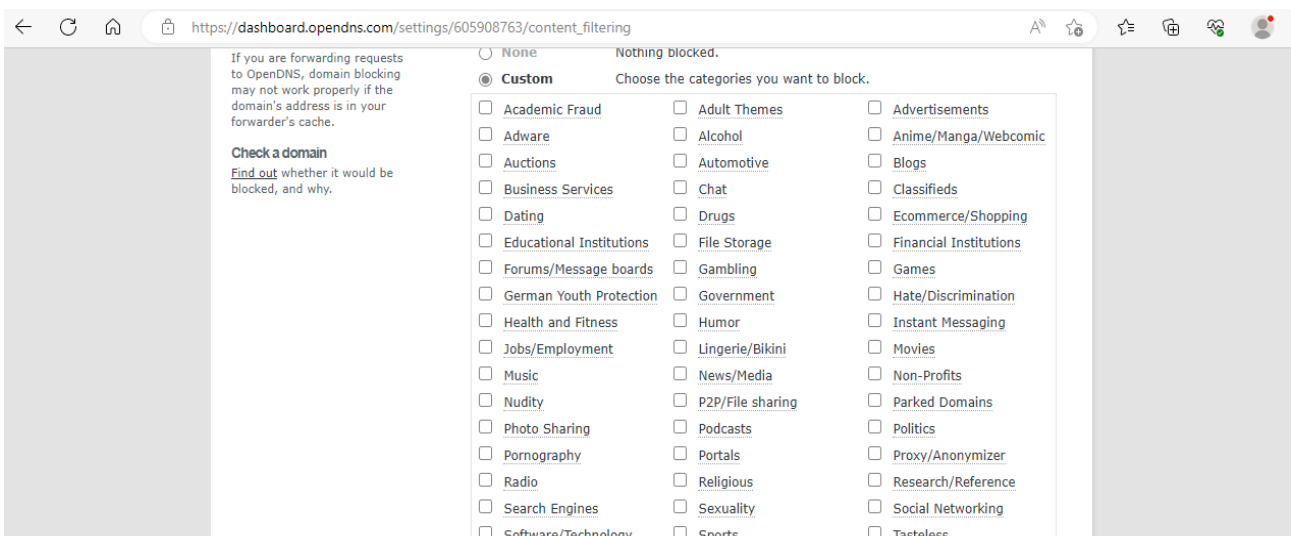 https://dashboard.opendns.com/settings/605908763/content_filtering
If you are forwarding requests
to OpenDNS, domain blocking
may not work properly if the
domain's address is in your
forwarder's cache.
Check a domain
Find out whether it would be
blocked, and why.
None Nothing blocked.
Custom Choose the categories you want to block.
Academic Fraud Adult Themes Advertisements
Adware Alcohol Anime/Manga/Webcomic
Auctions Automotive Blogs
Business Services Chat Classifieds
Dating Drugs Ecommerce/Shopping
Educational Institutions File Storage Financial Institutions
Forums/Message boards Gambling Games
German Youth Protection Government Hate/Discrimination
Health and Fitness Humor Instant Messaging
Jobs/Employment Lingerie/Bikini Movies
Music News/Media Non-Profits
Nudity P2P/File sharing Parked Domains
Photo Sharing Podcasts Politics
Pornography Portals Proxy/Anonymizer
Radio Religious Research/Reference
Search Engines Sexuality Social Networking
Software/Technology Sports Tasteless